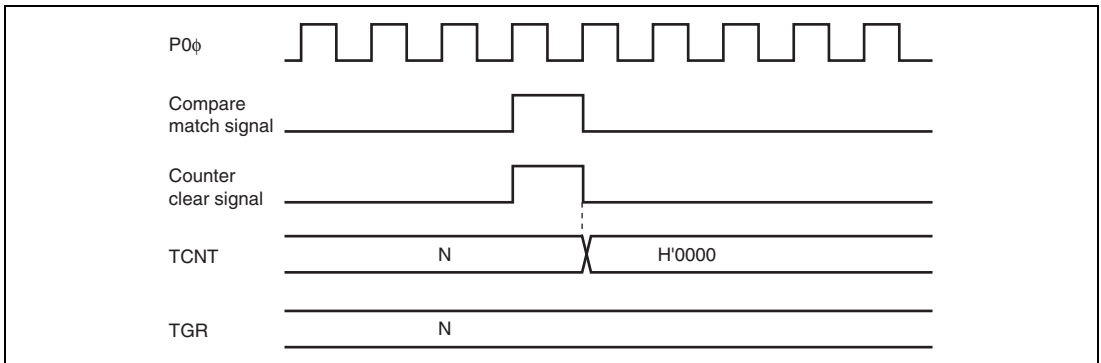 P0ϕ
Compare
match signal
Counter
clear signal
TCNT
N
H'0000
TGR
N